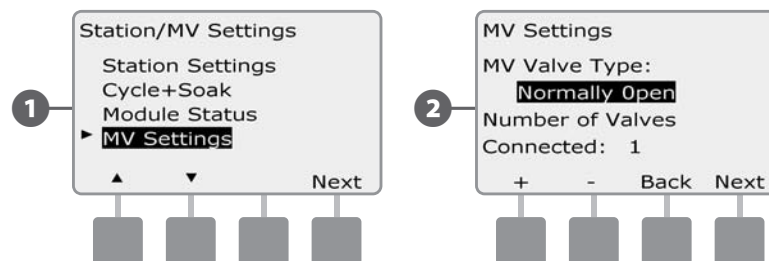 1
Station/MV Settings
Station Settings
Cycle+Soak
Module Status
► MV Settings
▲ ▼ Next
2
MV Settings
MV Valve Type:
Normally Open
Number of Valves
Connected: 1
+ - Back Next